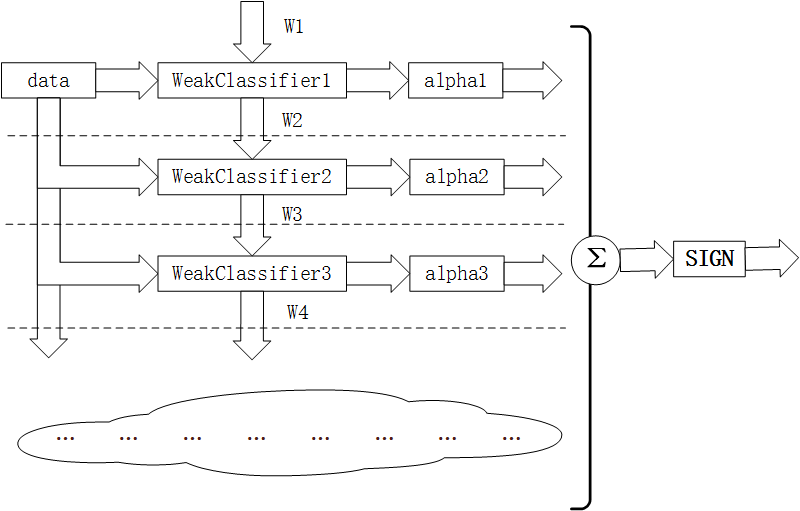 W1
data WeakClassifier1 alpha1
W2
WeakClassifier2 alpha2
W3
Σ SIGN
WeakClassifier3 alpha3
W4
... ... ... ... ... ... ... ...